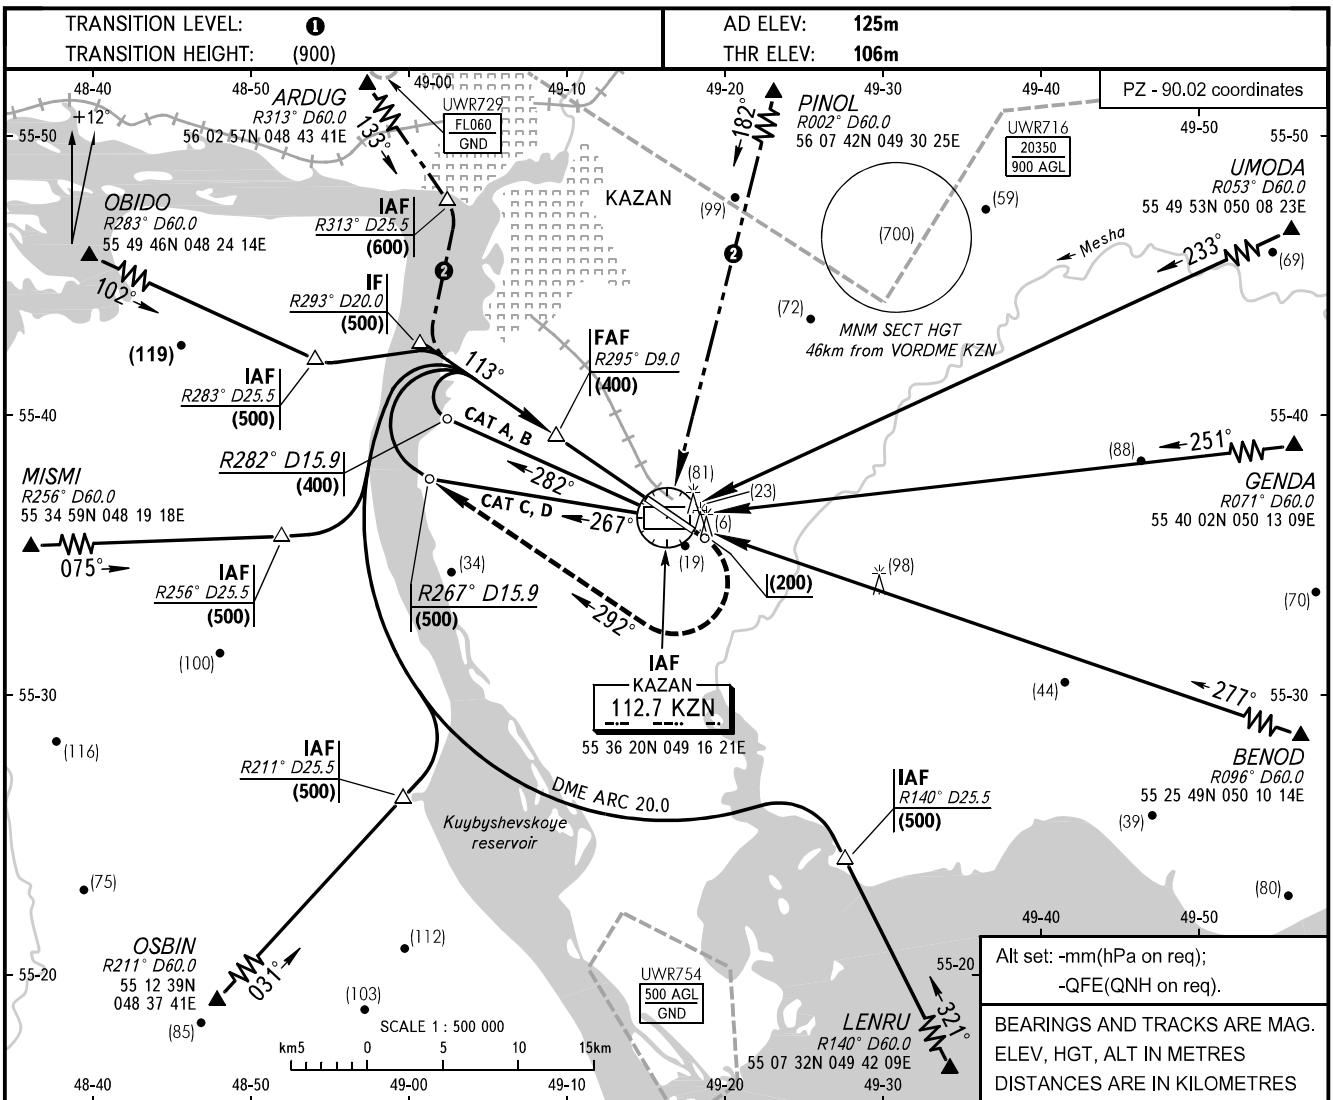 TRANSITION LEVEL: 1
TRANSITION HEIGHT: (900)
AD ELEV: 125m
THR ELEV: 106m
48-40
48-50
49-00
49-10
49-20
49-30
49-40
49-50
PZ - 90.02 coordinates
+12°
55-50
55-50
ARDUG
R313° D60.0
56 02 57N 048 43 41E
133°
UWR729
FL060
GND
182°
PINOL
R002° D60.0
56 07 42N 049 30 25E
UWR716
20350
900 AGL
UMODA
R053° D60.0
55 49 53N 050 08 23E
233°
(69)
OBIDO
R283° D60.0
55 49 46N 048 24 14E
102°
IAF
R313° D25.5
(600)
2
KAZAN
(99)
2
(700)
(59)
Mesha
MNM SECT HGT
46km from VORDME KZN
(72)
IF
R293° D20.0
(500)
(119)
IAF
R283° D25.5
(500)
113°
FAF
R295° D9.0
(400)
55-40
55-40
CAT A, B
282°
R282° D15.9
(400)
CAT C, D
267°
(81)
(23)
(6)
(19)
(88)
251°
GENDA
R071° D60.0
55 40 02N 050 13 09E
MISMI
R256° D60.0
55 34 59N 048 19 18E
075°
IAF
R256° D25.5
(500)
(34)
R267° D15.9
(500)
292°
(200)
(98)
(70)
(100)
IAF
KAZAN
112.7 KZN
55 36 20N 049 16 21E
(44)
277°
55-30
55-30
BENOD
R096° D60.0
55 25 49N 050 10 14E
(116)
IAF
R211° D25.5
(500)
DME ARC 20.0
IAF
R140° D25.5
(500)
(39)
Kuybyshevskoye
reservoir
(75)
(80)
(112)
OSBIN
R211° D60.0
55 12 39N
048 37 41E
031°
55-20
55-20
(85)
(103)
SCALE 1 : 500 000
km5 0 5 10 15km
UWR754
500 AGL
GND
LENRU
R140° D60.0
55 07 32N 049 42 09E
321°
49-40
49-50
Alt set: -mm(hPa on req);
-QFE(QNH on req).
BEARINGS AND TRACKS ARE MAG.
ELEV, HGT, ALT IN METRES
DISTANCES ARE IN KILOMETRES
48-40
48-50
49-00
49-10
49-20
49-30